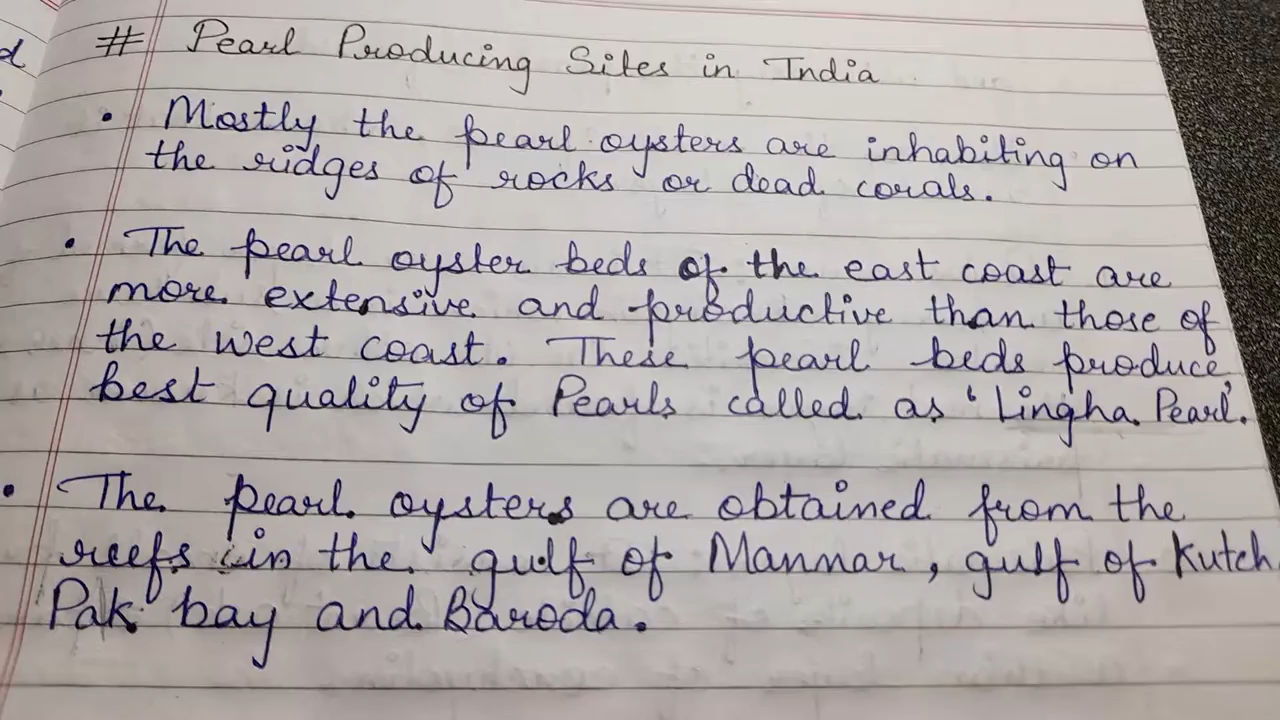 # Pearl Producing Sites in India
• Mostly the pearl oysters are inhabiting on
the ridges of rocks or dead corals.
• The pearl oyster beds of the east coast are
more extensive and productive than those of
the west coast. These pearl beds produce
best quality of Pearls called as 'Lingha Pearl'.
• The pearl oysters are obtained from the
reefs in the gulf of Mannar, gulf of Kutch
Pak bay and Baroda.